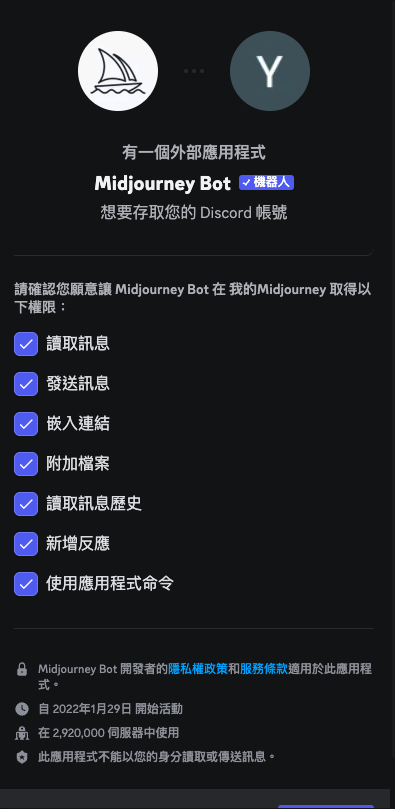 Y
有一個外部應用程式
Midjourney Bot ✓機器人
想要存取您的 Discord 帳號
請確認您願意讓 Midjourney Bot 在 我的Midjourney 取得以
下權限：
讀取訊息
發送訊息
嵌入連結
附加檔案
讀取訊息歷史
新增反應
使用應用程式命令
Midjourney Bot 開發者的隱私權政策和服務條款適用於此應用程
式。
自 2022年1月29日 開始活動
在 2,920,000 伺服器中使用
此應用程式不能以您的身分讀取或傳送訊息。